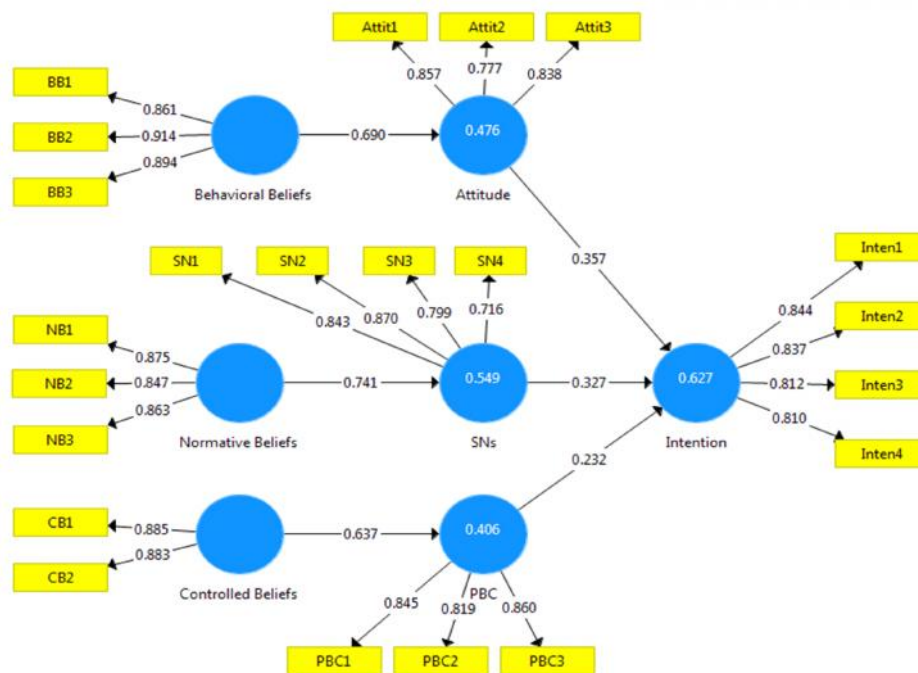 Attit1
Attit2
Attit3
0.857
0.777
0.838
BB1
BB2
BB3
0.861
0.914
0.894
0.690
0.476
Behavioral Beliefs
Attitude
0.357
SN1
SN2
SN3
SN4
0.843
0.870
0.799
0.716
NB1
NB2
NB3
0.875
0.847
0.863
0.741
0.549
0.327
Normative Beliefs
SNs
0.627
Intention
Inten1
Inten2
Inten3
Inten4
0.844
0.837
0.812
0.810
0.232
CB1
CB2
0.885
0.883
0.637
0.406
Controlled Beliefs
PBC
0.845
0.819
0.860
PBC1
PBC2
PBC3